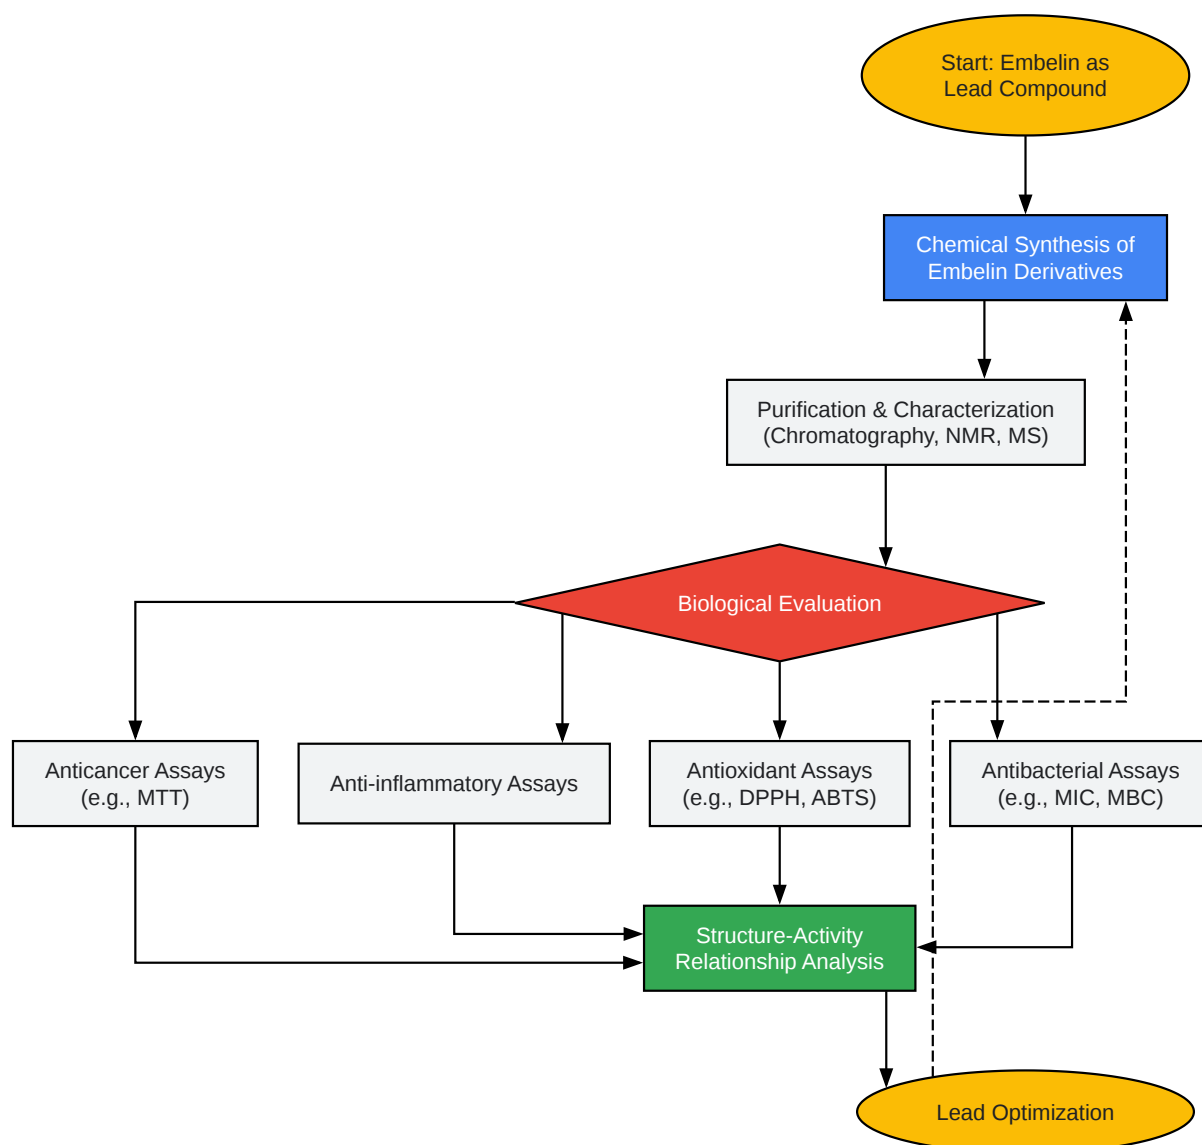 Start: Embelin as
Lead Compound
Chemical Synthesis of
Embelin Derivatives
Purification & Characterization
(Chromatography, NMR, MS)
Biological Evaluation
Anticancer Assays
(e.g., MTT)
Anti-inflammatory Assays
Antioxidant Assays
(e.g., DPPH, ABTS)
Antibacterial Assays
(e.g., MIC, MBC)
Structure-Activity
Relationship Analysis
Lead Optimization